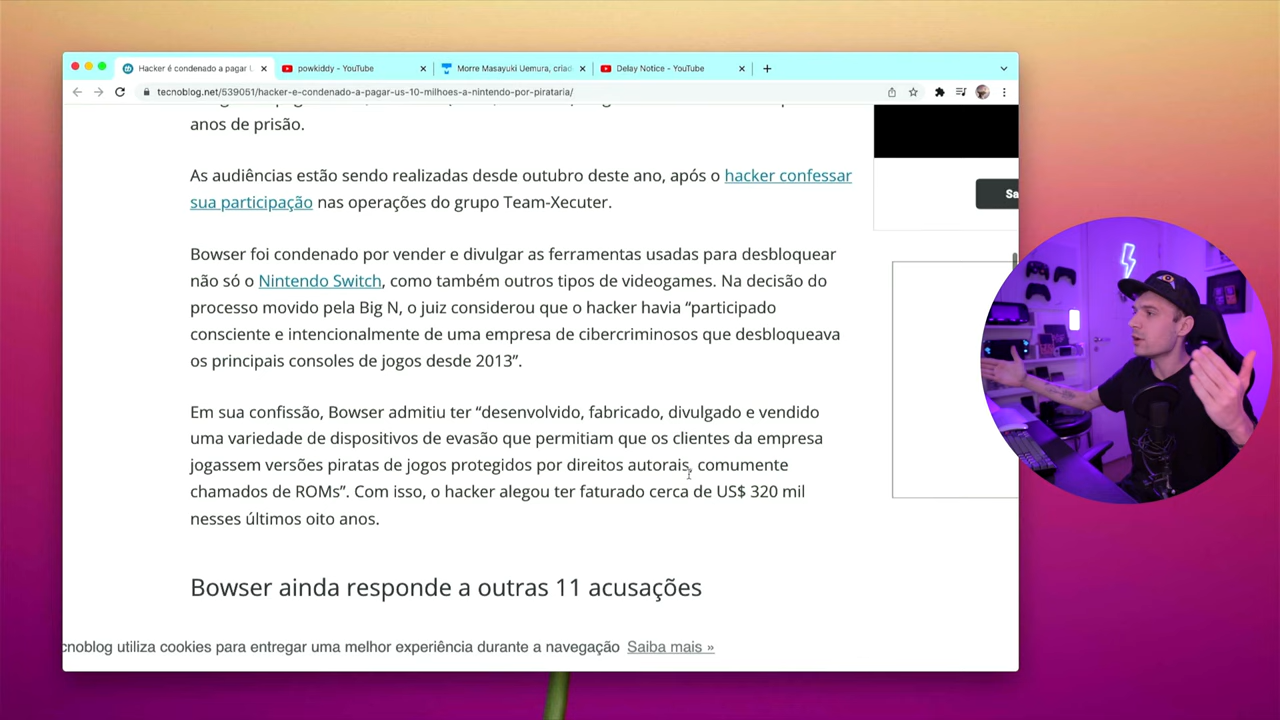 Hacker é condenado a pagar
powkiddy - YouTube
Morre Masayuki Uemura, criad
Delay Notice - YouTube
tecnoblog.net/539051/hacker-e-condenado-a-pagar-us-10-milhoes-a-nintendo-por-pirataria/
anos de prisão.
As audiências estão sendo realizadas desde outubro deste ano, após o hacker confessar
sua participação nas operações do grupo Team-Xecuter.
Bowser foi condenado por vender e divulgar as ferramentas usadas para desbloquear
não só o Nintendo Switch, como também outros tipos de videogames. Na decisão do
processo movido pela Big N, o juiz considerou que o hacker havia “participado
consciente e intencionalmente de uma empresa de cibercriminosos que desbloqueava
os principais consoles de jogos desde 2013”.
Em sua confissão, Bowser admitiu ter “desenvolvido, fabricado, divulgado e vendido
uma variedade de dispositivos de evasão que permitiam que os clientes da empresa
jogassem versões piratas de jogos protegidos por direitos autorais, comumente
chamados de ROMs”. Com isso, o hacker alegou ter faturado cerca de US$ 320 mil
nesses últimos oito anos.
Bowser ainda responde a outras 11 acusações
cnoblog utiliza cookies para entregar uma melhor experiência durante a navegação Saiba mais »
Sa